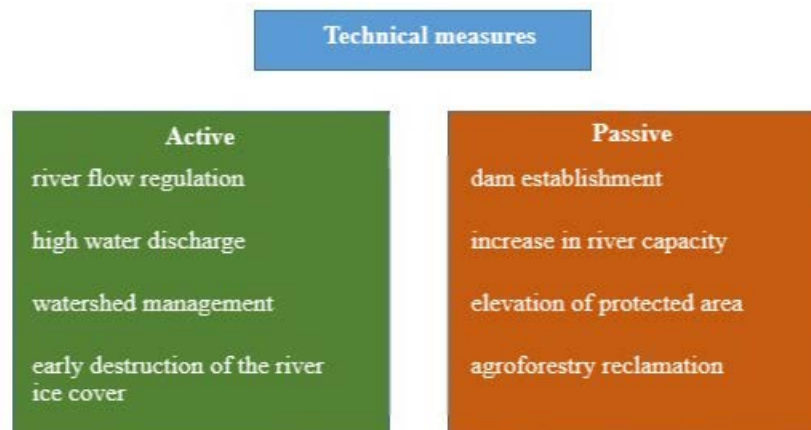 Technical measures
Active
river flow regulation
high water discharge
watershed management
early destruction of the river
ice cover
Passive
dam establishment
increase in river capacity
elevation of protected area
agroforestry reclamation